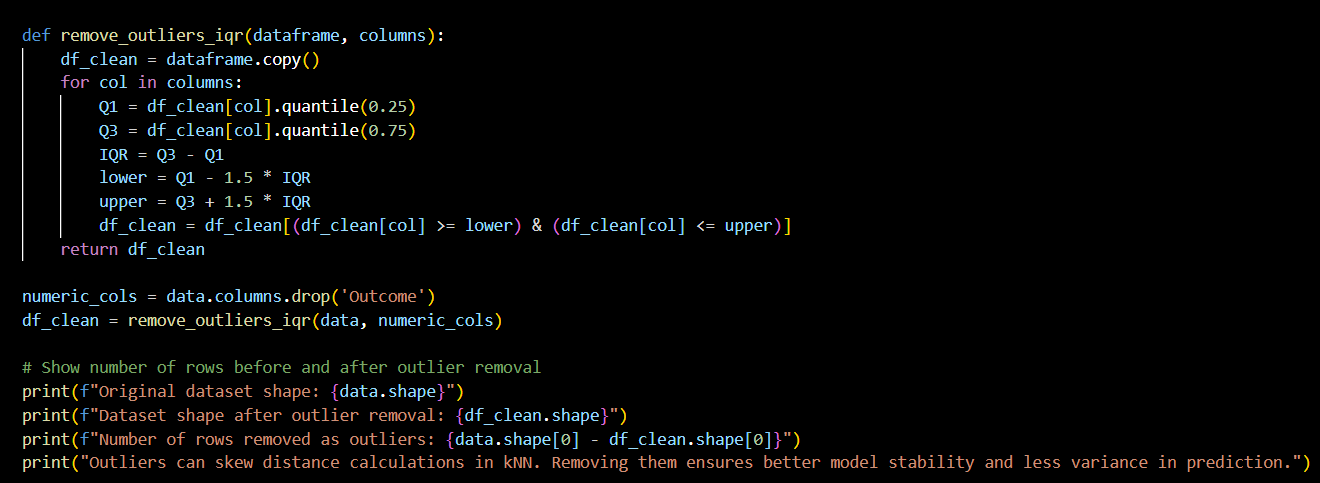 def remove_outliers_iqr(dataframe, columns):
    df_clean = dataframe.copy()
    for col in columns:
        Q1 = df_clean[col].quantile(0.25)
        Q3 = df_clean[col].quantile(0.75)
        IQR = Q3 - Q1
        lower = Q1 - 1.5 * IQR
        upper = Q3 + 1.5 * IQR
        df_clean = df_clean[(df_clean[col] >= lower) & (df_clean[col] <= upper)]
    return df_clean

numeric_cols = data.columns.drop('Outcome')
df_clean = remove_outliers_iqr(data, numeric_cols)

# Show number of rows before and after outlier removal
print(f"Original dataset shape: {data.shape}")
print(f"Dataset shape after outlier removal: {df_clean.shape}")
print(f"Number of rows removed as outliers: {data.shape[0] - df_clean.shape[0]}")
print("Outliers can skew distance calculations in kNN. Removing them ensures better model stability and less variance in prediction.")